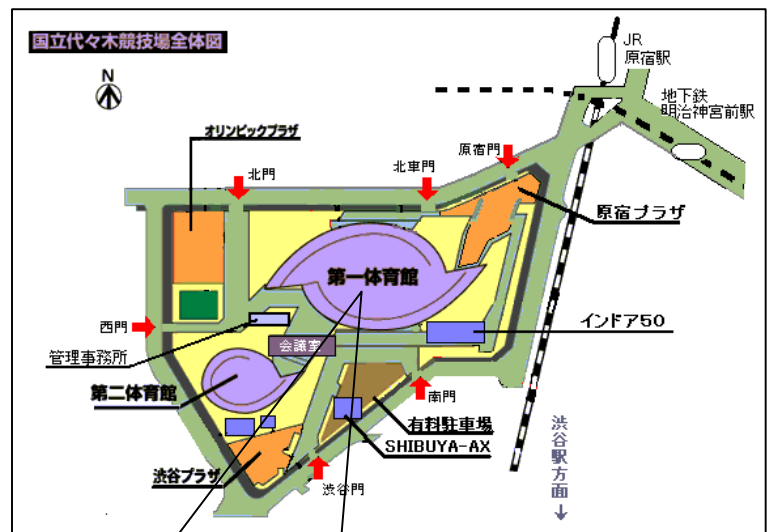 国立代々木競技場全体図
JR
原宿駅
N
地下鉄
明治神宮前駅
オリンピックプラザ
原宿門
北門
北車門
原宿プラザ
第一体育館
インドア50
西門
会議室
管理事務所
第二体育館
南門
有料駐車場
SHIBUYA-AX
渋谷プラザ
渋谷門
渋谷駅方面↓